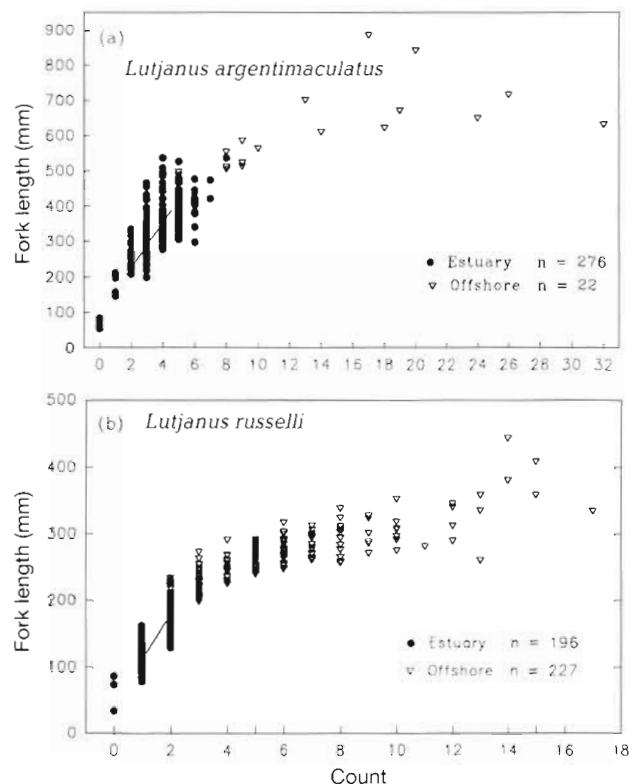 (a)
Lutjanus argentimaculatus
Fork length (mm)
900
800
700
600
500
400
300
200
100
0
● Estuary n = 276
▽ Offshore n = 22
0 2 4 6 8 10 12 14 16 18 20 22 24 26 28 30 32
(b) Lutjanus russelli
Fork length (mm)
500
400
300
200
100
0
● Estuary n = 196
▽ Offshore n = 227
0 2 4 6 8 10 12 14 16 18
Count